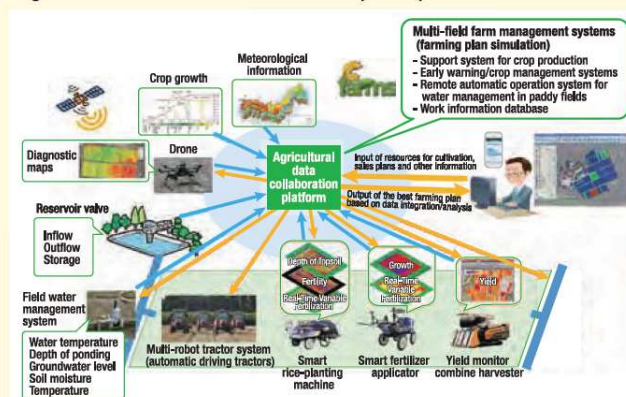 Multi-field farm management systems
(farming plan simulation)
- Support system for crop production
- Early warning/crop management systems
- Remote automatic operation system for
water management in paddy fields
- Work information database
Meteorological
information
Crop growth
farms
Diagnostic
maps
Drone
Agricultural
data
collaboration
platform
Input of resources for cultivation,
sales plans and other information
Output of the best farming plan
based on data integration/analysis
Reservoir valve
Inflow
Outflow
Storage
Depth of Topsoil
Fertility
Real-Time Variable
Fertilization
Growth
Real-Time
Variable
Fertilization
Yield
Field water
management
system
Water temperature
Depth of ponding
Groundwater level
Soil moisture
Temperature
Multi-robot tractor system
(automatic driving tractors)
Smart
rice-planting
machine
Smart fertilizer
applicator
Yield monitor
combine harvester